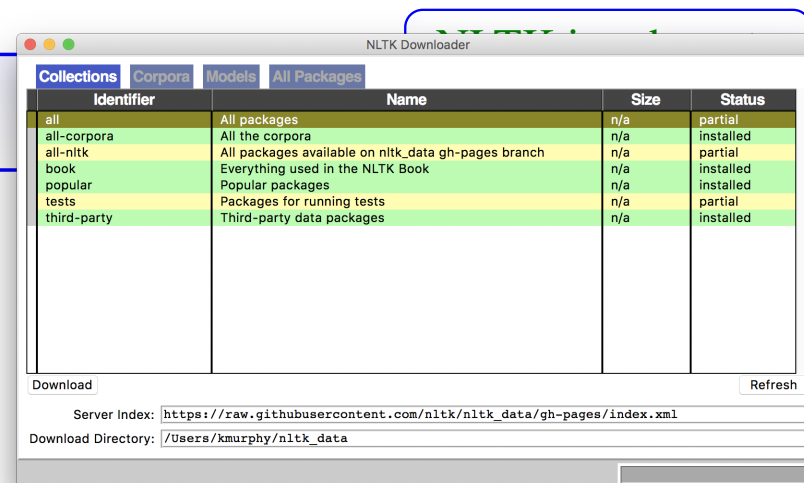 NLTK Downloader
Collections Corpora Models All Packages
Identifier Name Size Status
all All packages n/a partial
all-corpora All the corpora n/a installed
all-nltk All packages available on nltk_data gh-pages branch n/a partial
book Everything used in the NLTK Book n/a installed
popular Popular packages n/a installed
tests Packages for running tests n/a partial
third-party Third-party data packages n/a installed
Download Refresh
Server Index: https://raw.githubusercontent.com/nltk/nltk_data/gh-pages/index.xml
Download Directory: /Users/kmurphy/nltk_data